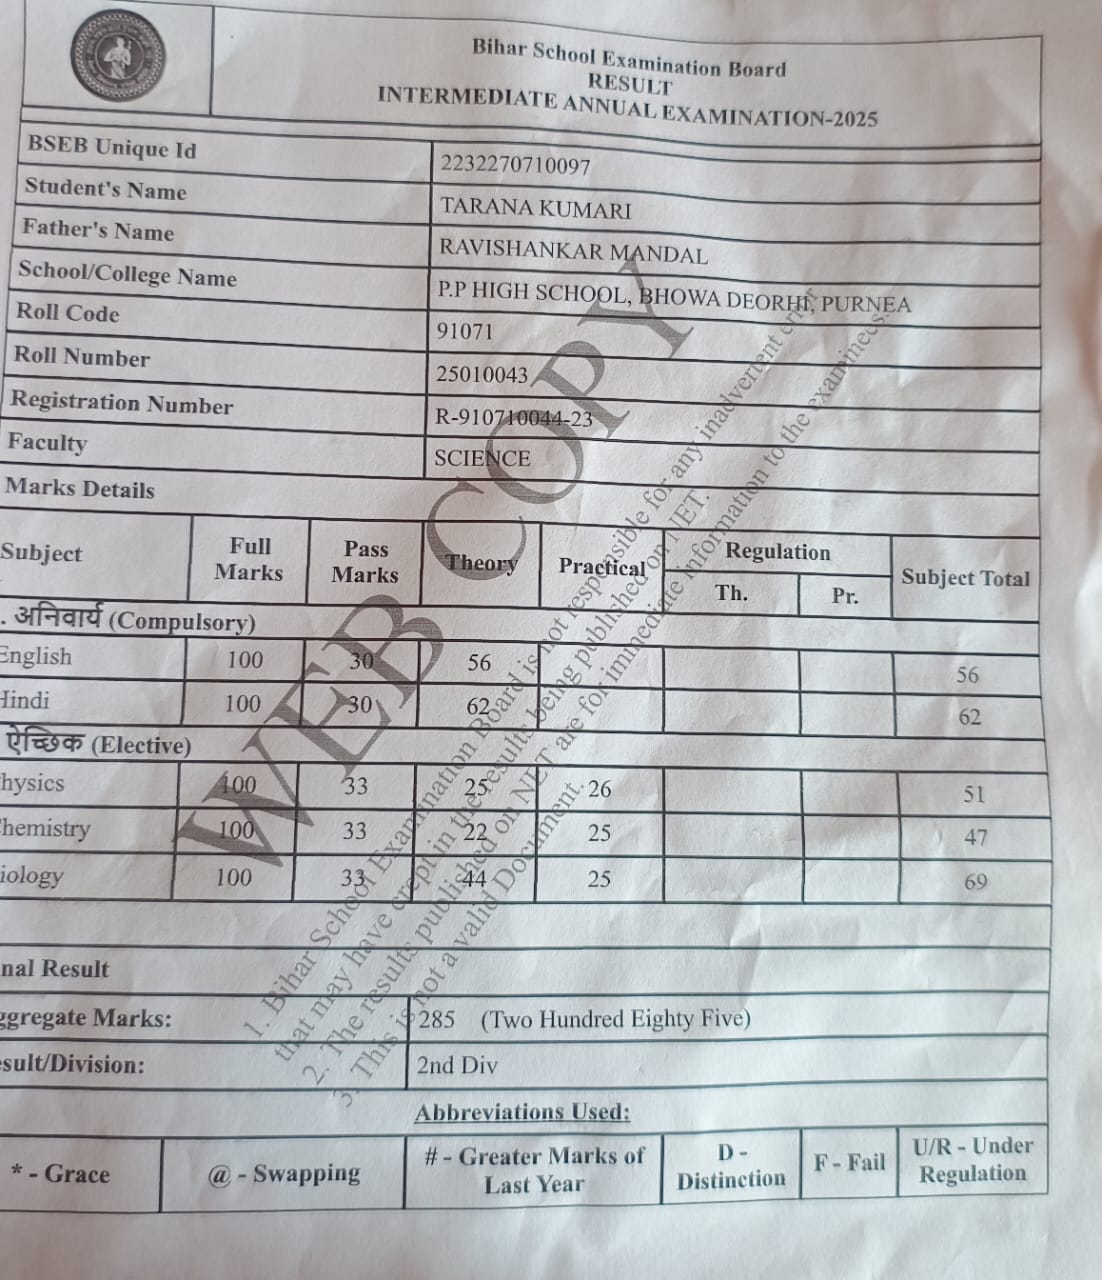 Bihar School Examination Board
RESULT
INTERMEDIATE ANNUAL EXAMINATION-2025
BSEB Unique Id 2232270710097
Student's Name TARANA KUMARI
Father's Name RAVISHANKAR MANDAL
School/College Name P.P HIGH SCHOOL, BHOWA DEORHI, PURNEA
Roll Code 91071
Roll Number 25010043
Registration Number R-910710044-23
Faculty SCIENCE
Marks Details
Subject Full Marks Pass Marks Theory Practical Regulation Th. Pr. Subject Total
. अनिवार्य (Compulsory)
English 100 30 56 56
Hindi 100 30 62 62
ऐच्छिक (Elective)
hysics 100 33 25 26 51
hemistry 100 33 22 25 47
iology 100 33 44 25 69
nal Result
ggregate Marks: 285 (Two Hundred Eighty Five)
sult/Division: 2nd Div
Abbreviations Used:
* - Grace @ - Swapping # - Greater Marks of Last Year D - Distinction F - Fail U/R - Under Regulation
WEB COPY
1. Bihar School Examination Board is not responsible for any inadvertent error
that may have crept in the results being published on NET.
2. The results published on NET are for immediate information to the examinees.
3. This is not a valid Document.